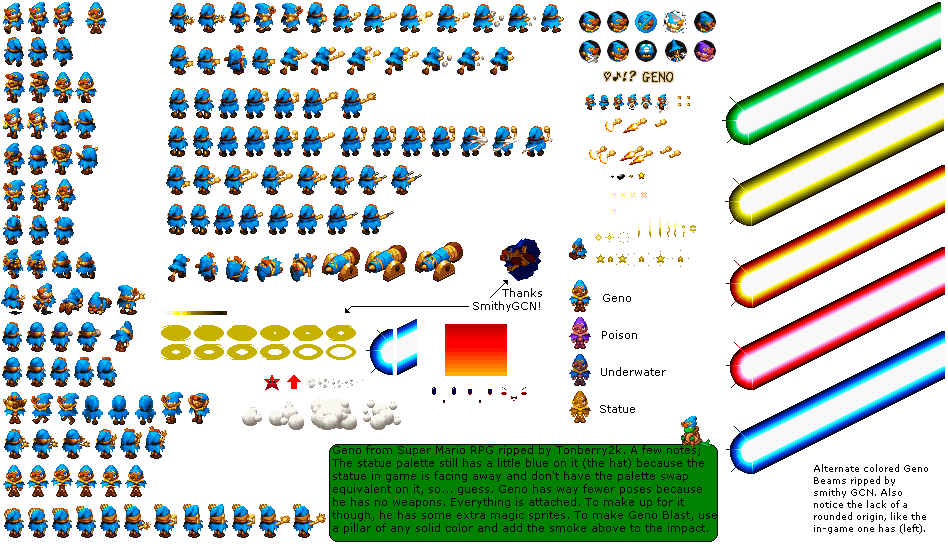 ♡♪!? GENO
Thanks
SmithyGCN!
Geno
Poison
Underwater
Statue
Geno from Super Mario RPG ripped by Tonberry2k. A few notes;
The statue palette still has a little blue on it (the hat) because the
statue in game is facing away and don't have the palette swap
equivalent on it, so... guess. Geno has way fewer poses because
he has no weapons. Everything is attached. To make up for it
though, he has some extra magic sprites. To make Geno Blast, use
a pillar of any solid color and add the smoke above to the impact.
Alternate colored Geno
Beams ripped by
smithy GCN. Also
notice the lack of a
rounded origin, like the
in-game one has (left).